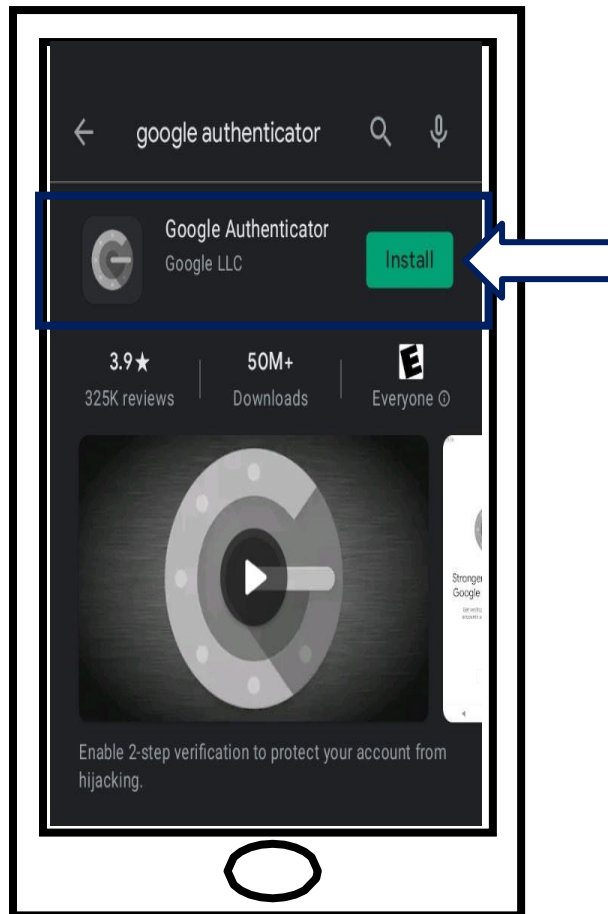 google authenticator
Google Authenticator
Google LLC
Install
3.9★
325K reviews
50M+
Downloads
E
Everyone
Stronger
Google
Enable 2-step verification to protect your account from
hijacking.